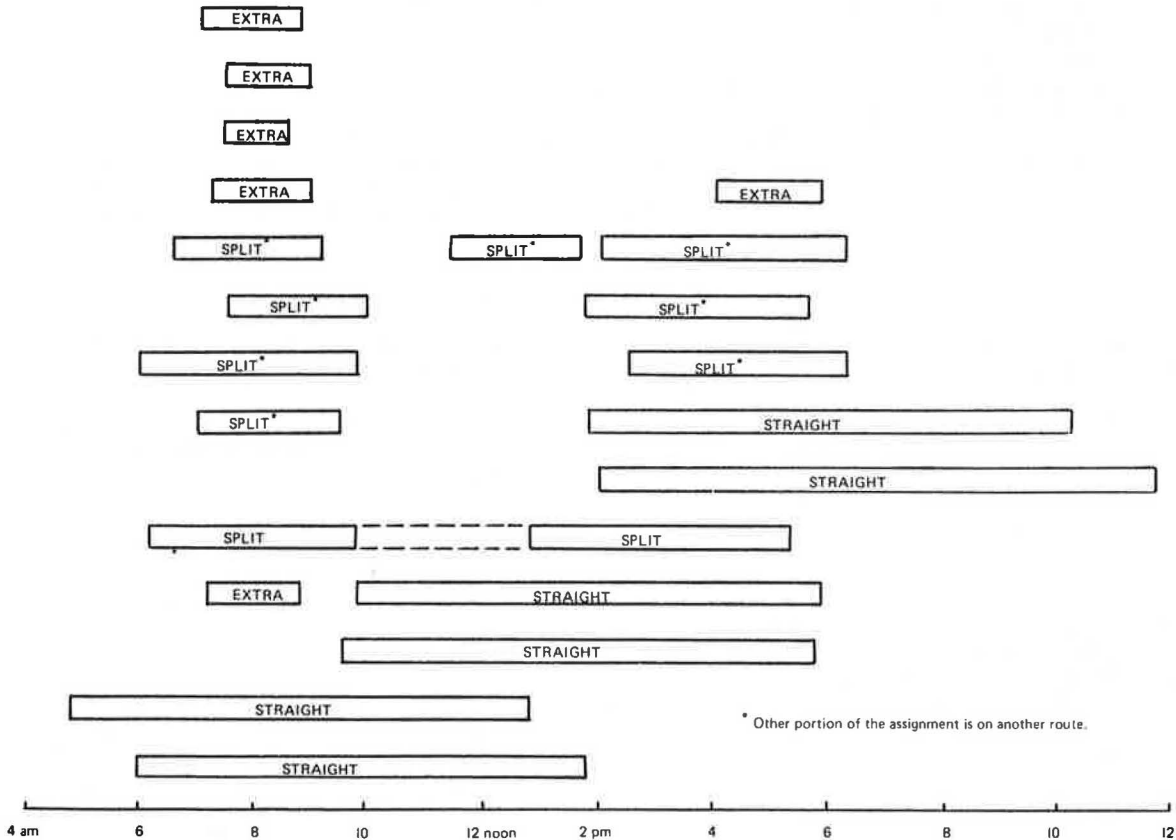 EXTRA
EXTRA
EXTRA
EXTRA EXTRA
SPLIT* SPLIT* SPLIT*
SPLIT* SPLIT*
SPLIT* SPLIT*
SPLIT* STRAIGHT
STRAIGHT
SPLIT SPLIT
EXTRA STRAIGHT
STRAIGHT
STRAIGHT
* Other portion of the assignment is on another route.
STRAIGHT
4 am 6 8 10 12 noon 2 pm 4 6 8 10 12